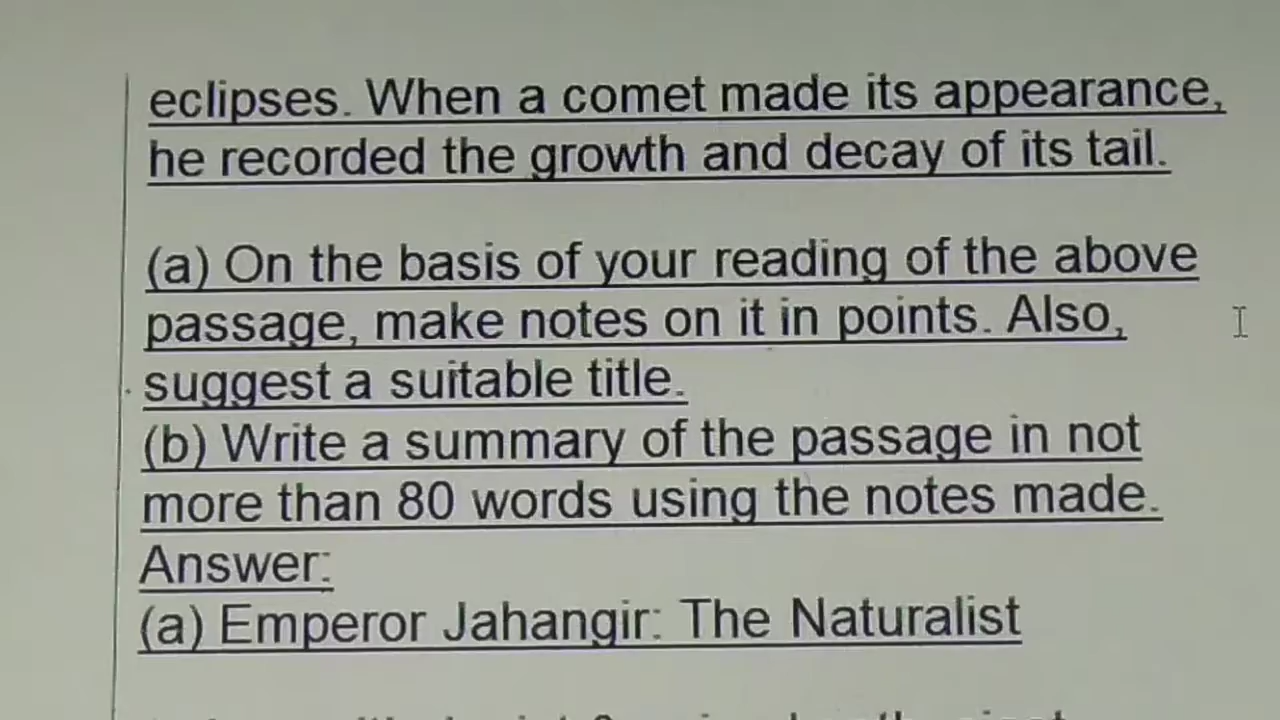 eclipses. When a comet made its appearance,
he recorded the growth and decay of its tail.
(a) On the basis of your reading of the above
passage, make notes on it in points. Also,
suggest a suitable title.
(b) Write a summary of the passage in not
more than 80 words using the notes made.
Answer:
(a) Emperor Jahangir: The Naturalist